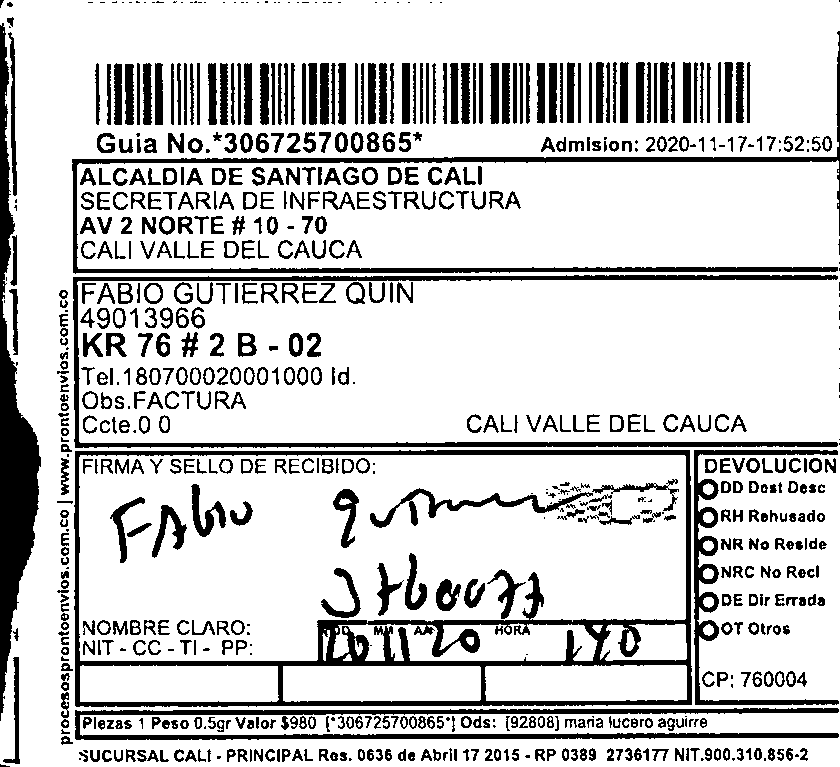 Guia No.*306725700865*
Admision: 2020-11-17-17:52:50
ALCALDIA DE SANTIAGO DE CALI
SECRETARIA DE INFRAESTRUCTURA
AV 2 NORTE # 10 - 70
CALI VALLE DEL CAUCA
FABIO GUTIERREZ QUIN
49013966
KR 76 # 2 B - 02
Tel.180700020001000 Id.
Obs.FACTURA
Ccte.0 0
CALI VALLE DEL CAUCA
procesosprontoenvios.com.co | www.prontoenvios.com.co
FIRMA Y SELLO DE RECIBIDO:
FAbio
NOMBRE CLARO:
NIT - CC - TI - PP:
MM AA HORA
20 11 20
DEVOLUCION
DD Dest Desc
RH Rehusado
NR No Reside
NRC No Recl
DE Dir Errada
OT Otros
CP: 760004
Piezas 1 Peso 0.5gr Valor $980 [*306725700865*] Ods: [92808] maria lucero aguirre
SUCURSAL CALI - PRINCIPAL Res. 0636 de Abril 17 2015 - RP 0389 2736177 NIT.900.310.856-2